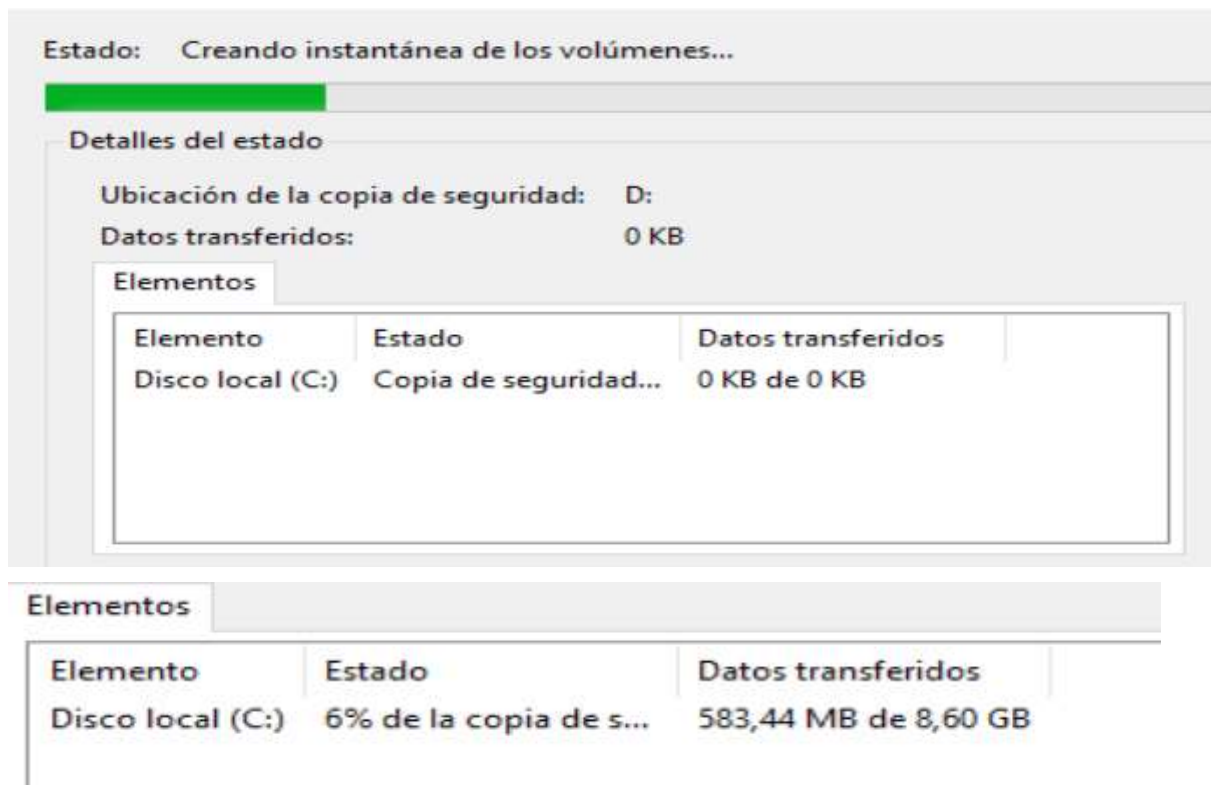 Estado: Creando instantánea de los volúmenes...
Detalles del estado
Ubicación de la copia de seguridad: D:
Datos transferidos: 0 KB
Elementos
Elemento Estado Datos transferidos
Disco local (C:) Copia de seguridad... 0 KB de 0 KB
Elementos
Elemento Estado Datos transferidos
Disco local (C:) 6% de la copia de s... 583,44 MB de 8,60 GB